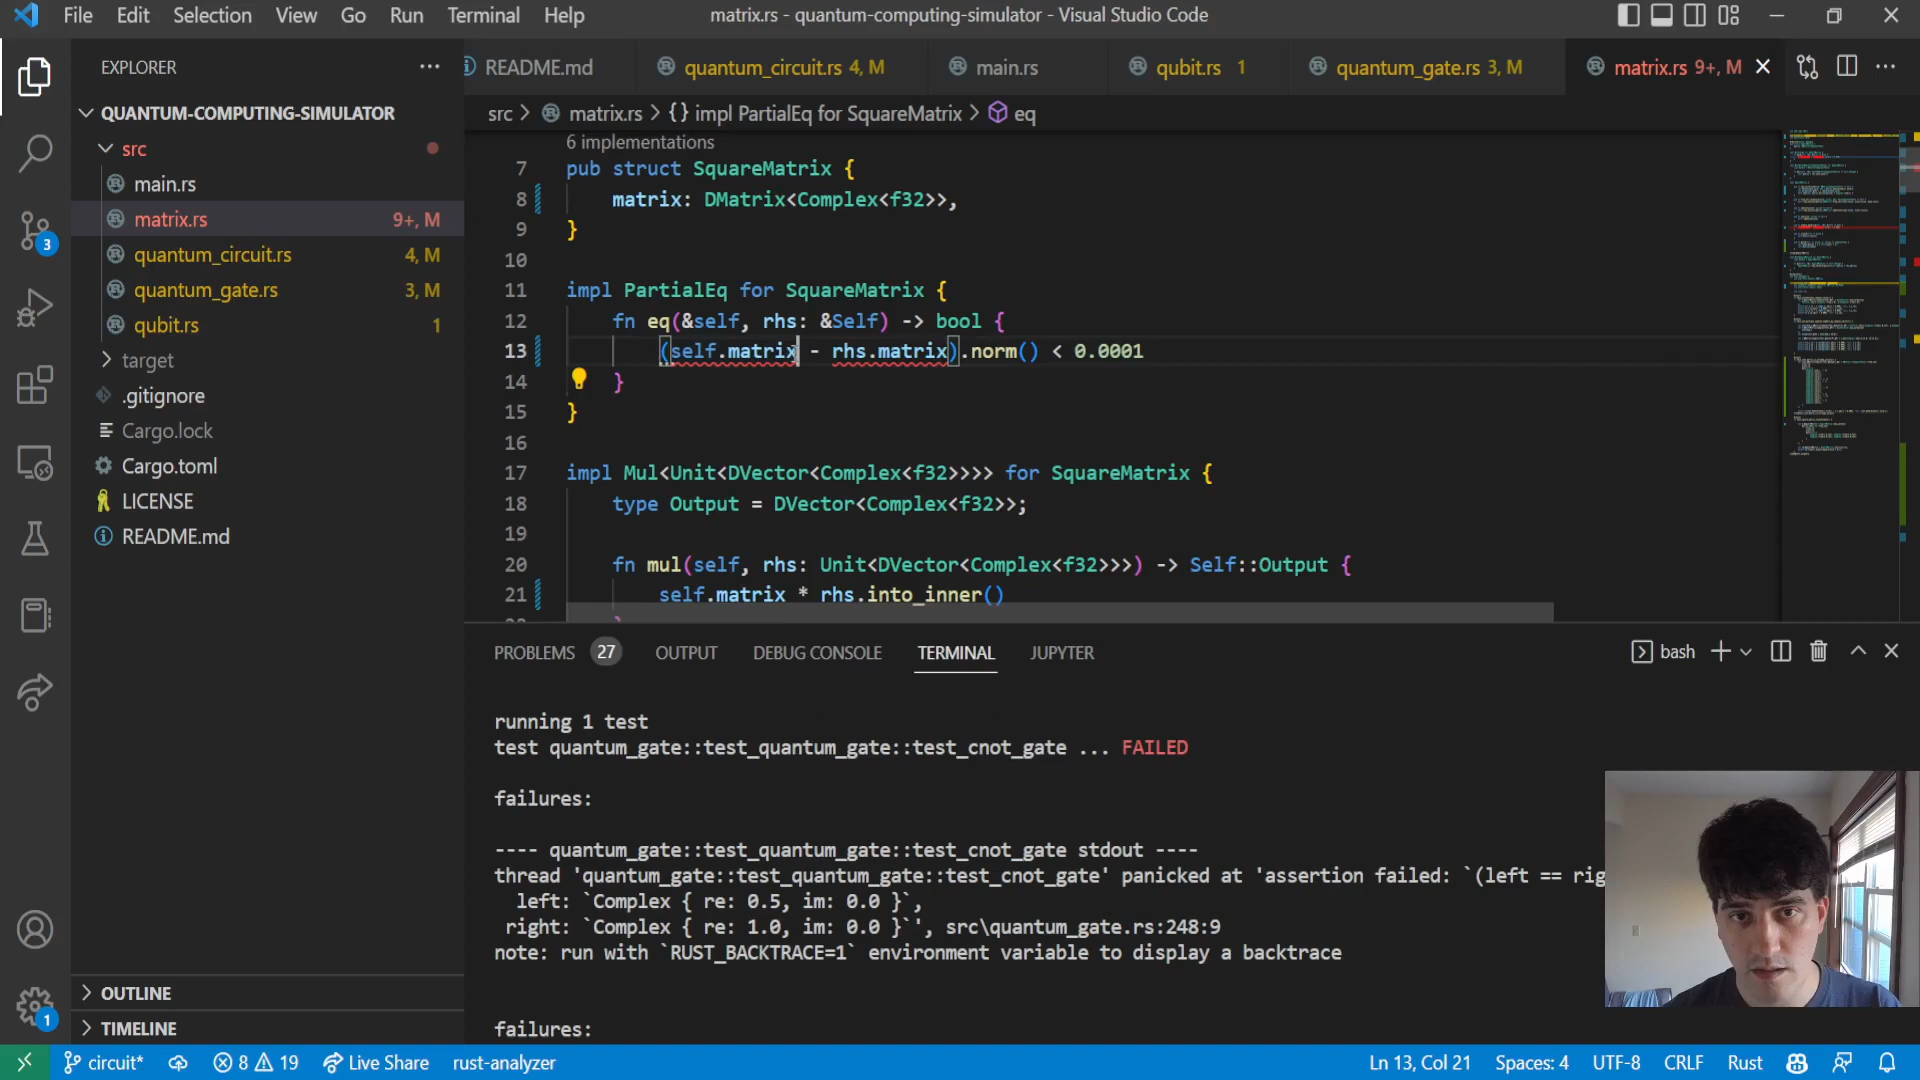 File Edit Selection View Go Run Terminal Help
matrix.rs - quantum-computing-simulator - Visual Studio Code
EXPLORER
QUANTUM-COMPUTING-SIMULATOR
src
main.rs
matrix.rs 9+, M
quantum_circuit.rs 4, M
quantum_gate.rs 3, M
qubit.rs 1
target
.gitignore
Cargo.lock
Cargo.toml
LICENSE
README.md
OUTLINE
TIMELINE
3
1
README.md quantum_circuit.rs 4, M main.rs qubit.rs 1 quantum_gate.rs 3, M matrix.rs 9+, M
src > matrix.rs > {} impl PartialEq for SquareMatrix > eq
6 implementations
7 pub struct SquareMatrix {
8 matrix: DMatrix<Complex<f32>>,
9 }
10
11 impl PartialEq for SquareMatrix {
12 fn eq(&self, rhs: &Self) -> bool {
13 (self.matrix - rhs.matrix).norm() < 0.0001
14 }
15 }
16
17 impl Mul<Unit<DVector<Complex<f32>>>> for SquareMatrix {
18 type Output = DVector<Complex<f32>>;
19
20 fn mul(self, rhs: Unit<DVector<Complex<f32>>>) -> Self::Output {
21 self.matrix * rhs.into_inner()
PROBLEMS 27 OUTPUT DEBUG CONSOLE TERMINAL JUPYTER
bash
running 1 test
test quantum_gate::test_quantum_gate::test_cnot_gate ... FAILED
failures:
---- quantum_gate::test_quantum_gate::test_cnot_gate stdout ----
thread 'quantum_gate::test_quantum_gate::test_cnot_gate' panicked at 'assertion failed: `(left == rig
left: `Complex { re: 0.5, im: 0.0 }`,
right: `Complex { re: 1.0, im: 0.0 }`', src\quantum_gate.rs:248:9
note: run with `RUST_BACKTRACE=1` environment variable to display a backtrace
failures:
circuit* 8 19 Live Share rust-analyzer
Ln 13, Col 21 Spaces: 4 UTF-8 CRLF Rust